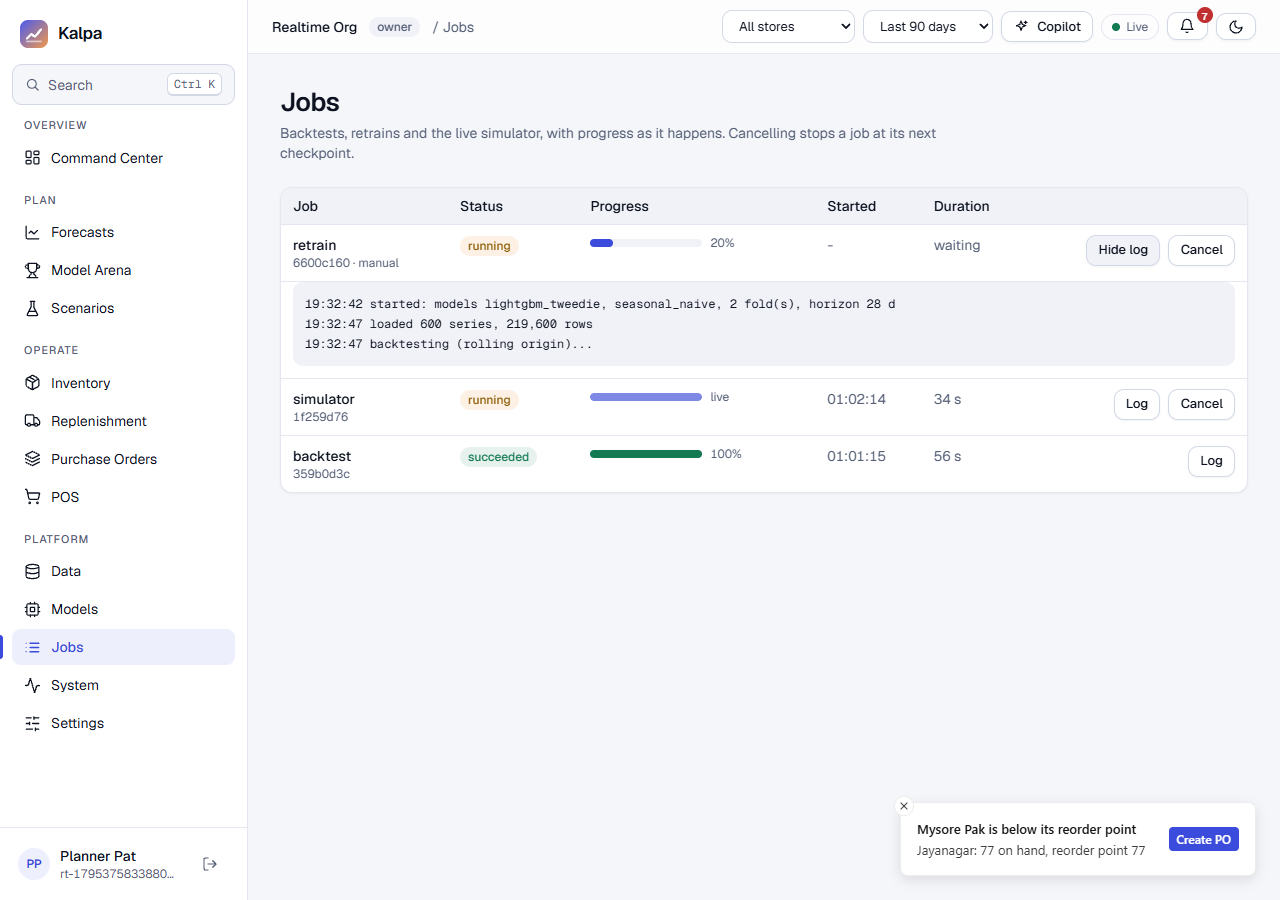 Kalpa
Search
Ctrl K
OVERVIEW
Command Center
PLAN
Forecasts
Model Arena
Scenarios
OPERATE
Inventory
Replenishment
Purchase Orders
POS
PLATFORM
Data
Models
Jobs
System
Settings
PP
Planner Pat
rt-1795375833880…
Realtime Org owner / Jobs
All stores
Last 90 days
Copilot
Live
7
Jobs
Backtests, retrains and the live simulator, with progress as it happens. Cancelling stops a job at its next
checkpoint.
Job Status Progress Started Duration
retrain running 20% - waiting Hide log Cancel
6600c160 · manual
19:32:42 started: models lightgbm_tweedie, seasonal_naive, 2 fold(s), horizon 28 d
19:32:47 loaded 600 series, 219,600 rows
19:32:47 backtesting (rolling origin)...
simulator running live 01:02:14 34 s Log Cancel
1f259d76
backtest succeeded 100% 01:01:15 56 s Log
359b0d3c
Mysore Pak is below its reorder point
Jayanagar: 77 on hand, reorder point 77
Create PO